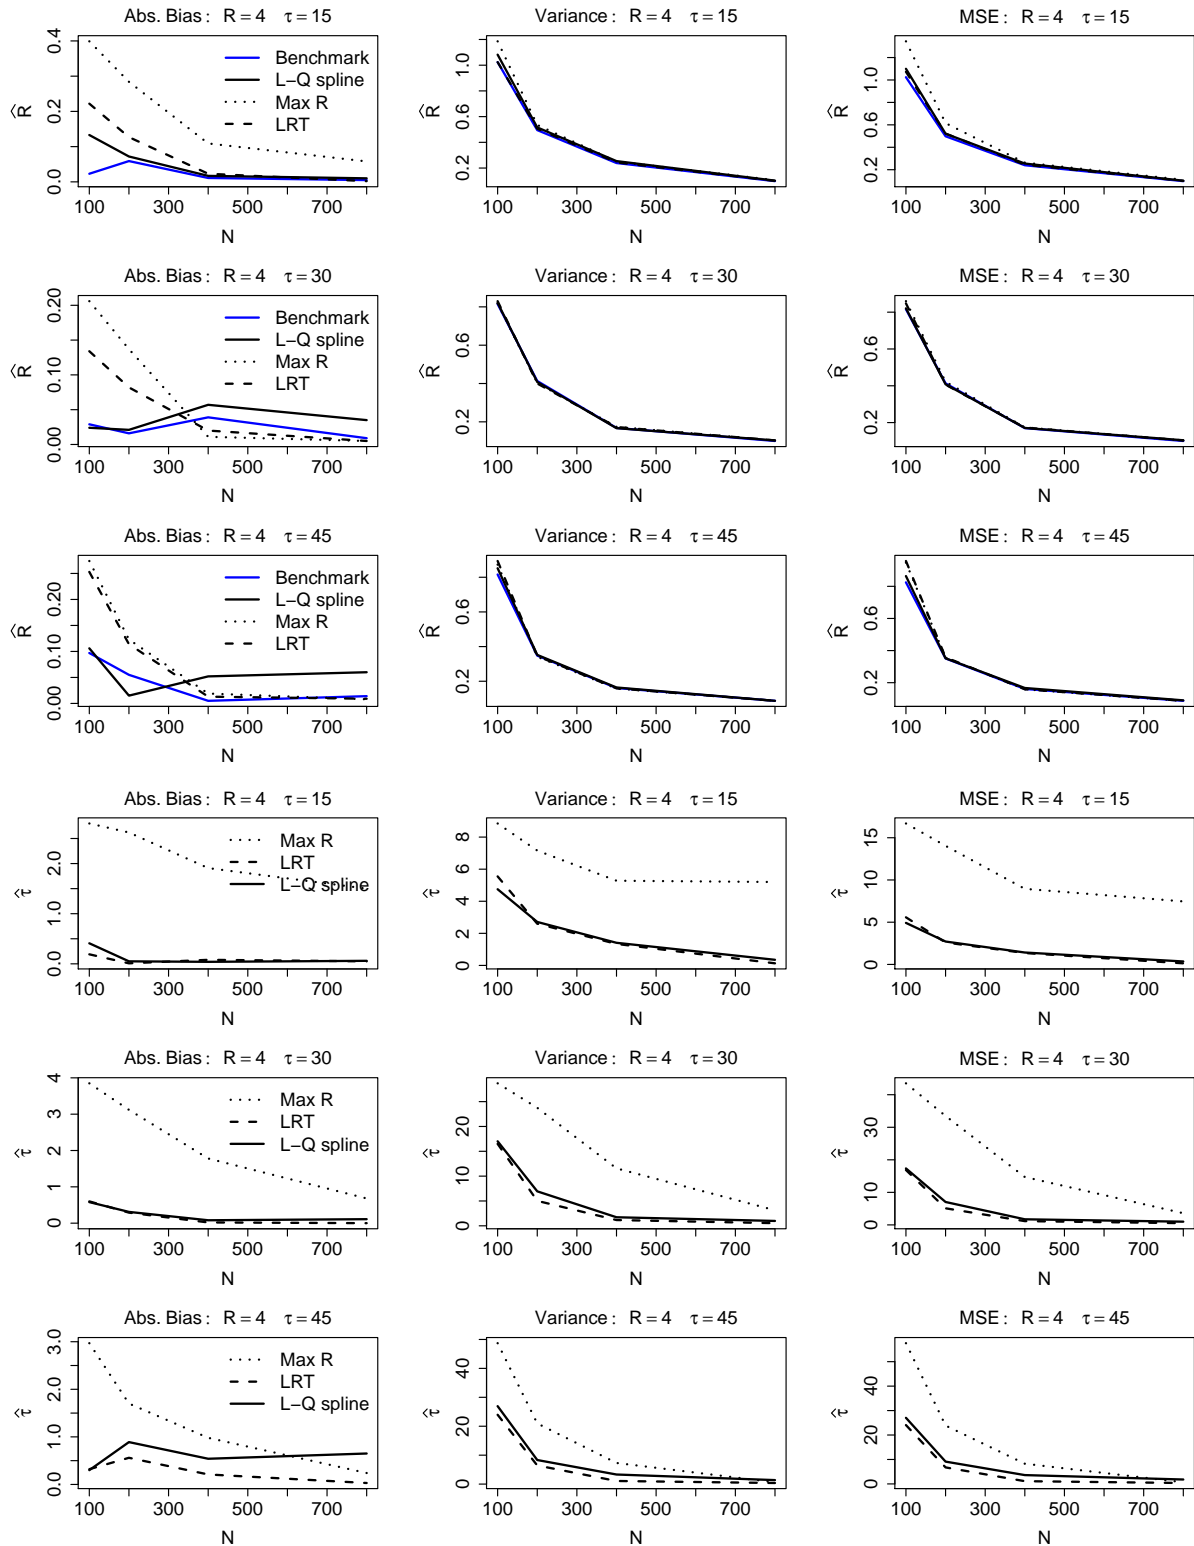 Abs. Bias : R = 4 τ = 15
0.0 0.2 0.4
R̂
Benchmark
L−Q spline
Max R
LRT
100 300 500 700
N
Variance : R = 4 τ = 15
0.2 0.6 1.0
R̂
100 300 500 700
N
MSE : R = 4 τ = 15
0.2 0.6 1.0
R̂
100 300 500 700
N
Abs. Bias : R = 4 τ = 30
0.00 0.10 0.20
R̂
Benchmark
L−Q spline
Max R
LRT
100 300 500 700
N
Variance : R = 4 τ = 30
0.2 0.6
R̂
100 300 500 700
N
MSE : R = 4 τ = 30
0.2 0.6
R̂
100 300 500 700
N
Abs. Bias : R = 4 τ = 45
0.00 0.10 0.20
R̂
Benchmark
L−Q spline
Max R
LRT
100 300 500 700
N
Variance : R = 4 τ = 45
0.2 0.6
R̂
100 300 500 700
N
MSE : R = 4 τ = 45
0.2 0.6
R̂
100 300 500 700
N
Abs. Bias : R = 4 τ = 15
0.0 1.0 2.0
τ̂
Max R
LRT
L−Q spline
100 300 500 700
N
Variance : R = 4 τ = 15
0 2 4 6 8
τ̂
100 300 500 700
N
MSE : R = 4 τ = 15
0 5 10 15
τ̂
100 300 500 700
N
Abs. Bias : R = 4 τ = 30
0 1 2 3 4
τ̂
Max R
LRT
L−Q spline
100 300 500 700
N
Variance : R = 4 τ = 30
0 10 20
τ̂
100 300 500 700
N
MSE : R = 4 τ = 30
0 10 30
τ̂
100 300 500 700
N
Abs. Bias : R = 4 τ = 45
0.0 1.0 2.0 3.0
τ̂
Max R
LRT
L−Q spline
100 300 500 700
N
Variance : R = 4 τ = 45
0 20 40
τ̂
100 300 500 700
N
MSE : R = 4 τ = 45
0 20 40
τ̂
100 300 500 700
N